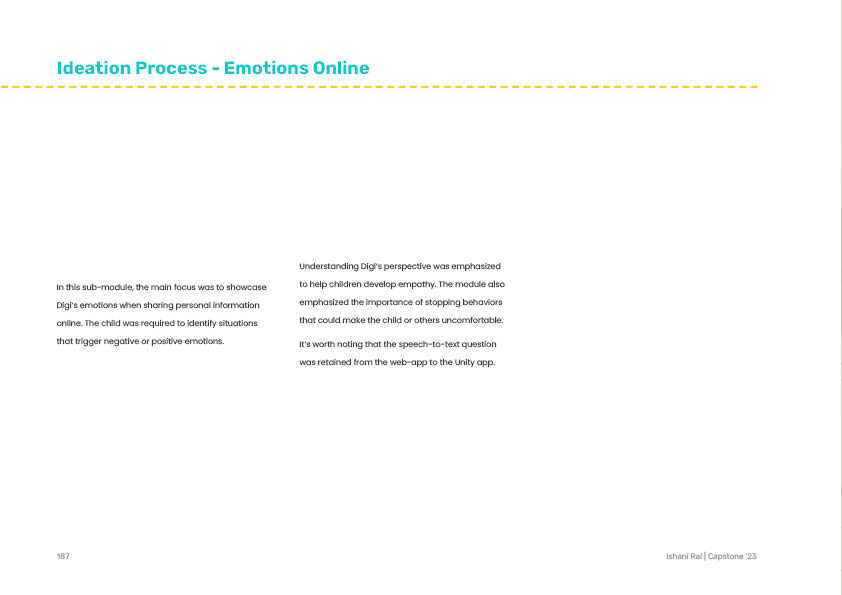 Ideation Process - Emotions Online
In this sub-module, the main focus was to showcase
Digi's emotions when sharing personal information
online. The child was required to identify situations
that trigger negative or positive emotions.
Understanding Digi's perspective was emphasized
to help children develop empathy. The module also
emphasized the importance of stopping behaviors
that could make the child or others uncomfortable.
It's worth noting that the speech-to-text question
was retained from the web-app to the Unity app.
187
Ishani Rai | Capstone '23